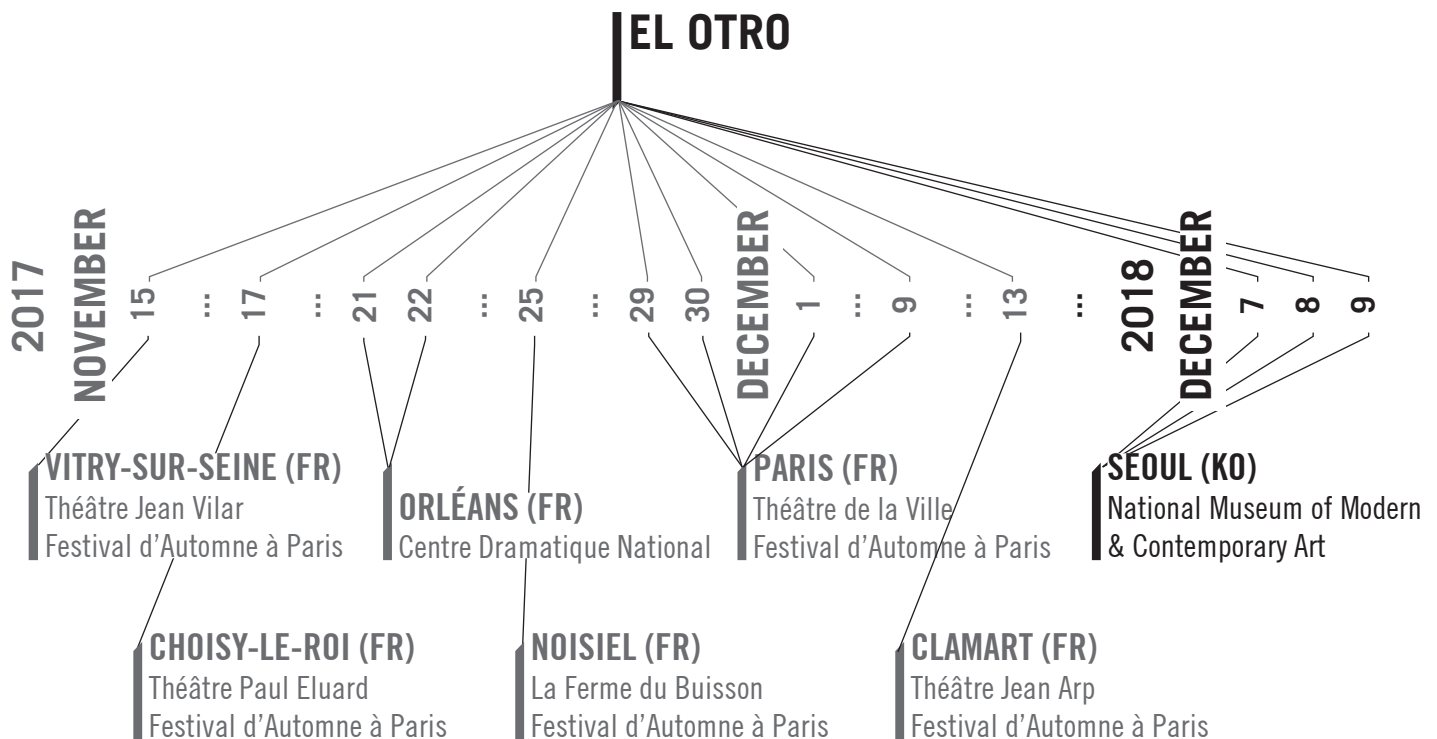 EL OTRO
2017
NOVEMBER
15
...
17
...
21
22
...
25
...
29
30
DECEMBER
1
...
9
...
13
...
2018
DECEMBER
7
8
9
VITRY-SUR-SEINE (FR)
Théâtre Jean Vilar
Festival d’Automne à Paris
ORLÉANS (FR)
Centre Dramatique National
PARIS (FR)
Théâtre de la Ville
Festival d’Automne à Paris
SEOUL (KO)
National Museum of Modern
& Contemporary Art
CHOISY-LE-ROI (FR)
Théâtre Paul Eluard
Festival d’Automne à Paris
NOISIEL (FR)
La Ferme du Buisson
Festival d’Automne à Paris
CLAMART (FR)
Théâtre Jean Arp
Festival d’Automne à Paris